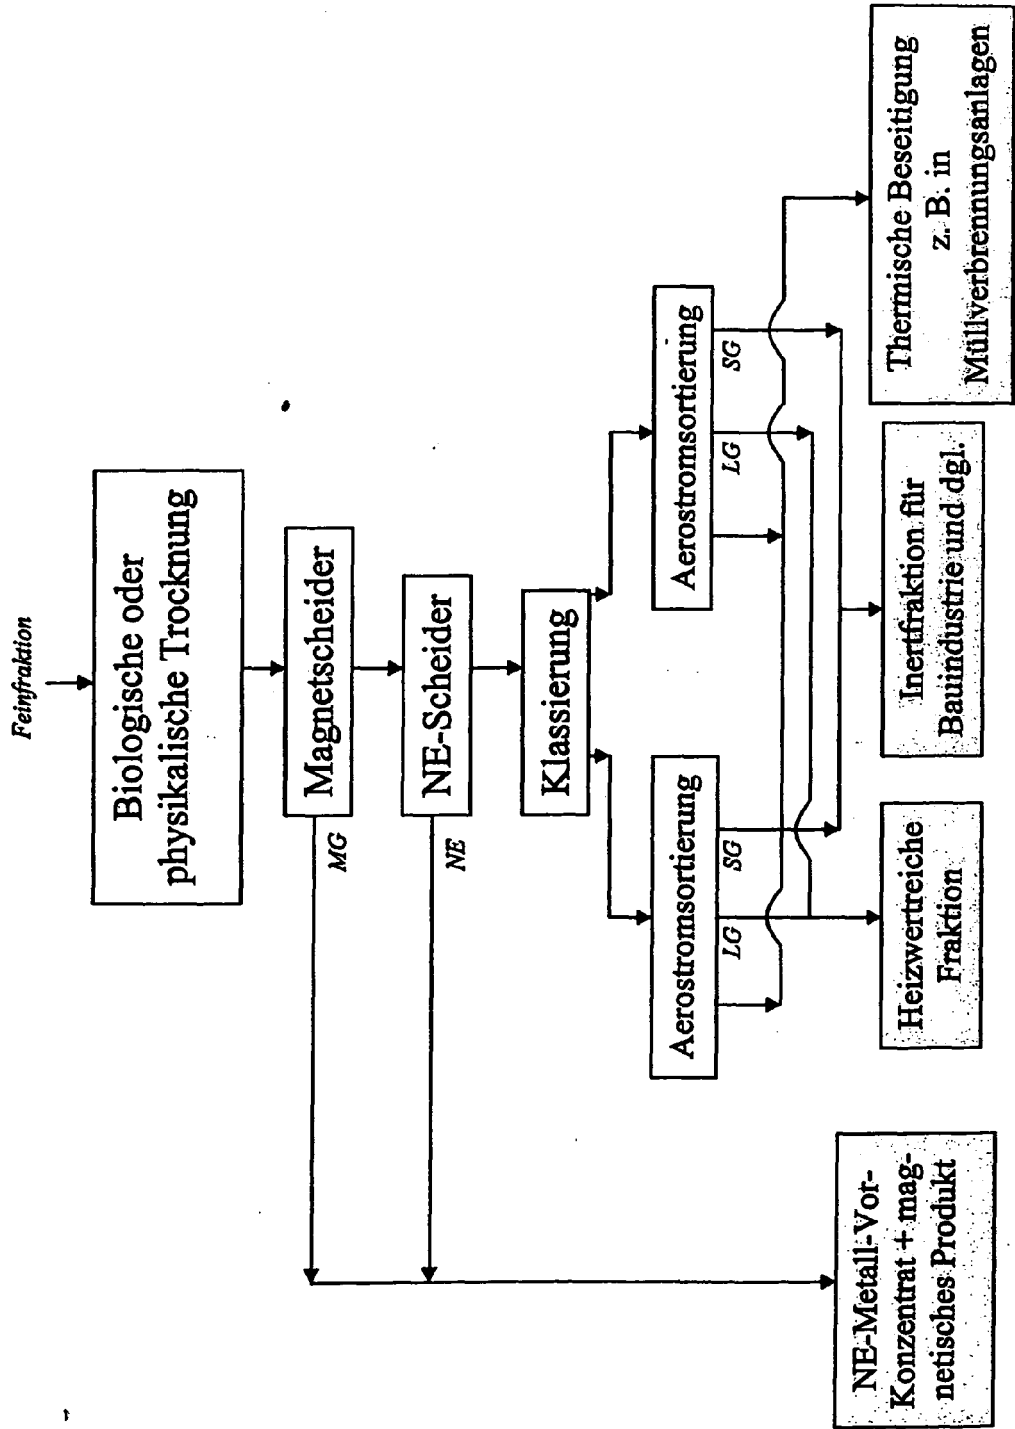 Feinfraktion
Biologische oder
physikalische Trocknung
Magnetscheider
MG
NE-Scheider
NE
Klassierung
Aerostromsortierung
LG
SG
Aerostromsortierung
LG
SG
NE-Metall-Vor-
Konzentrat + mag-
netisches Produkt
Heizwertreiche
Fraktion
Inertfraktion für
Bauindustrie und dgl.
Thermische Beseitigung
z. B. in
Müllverbrennungsanlagen